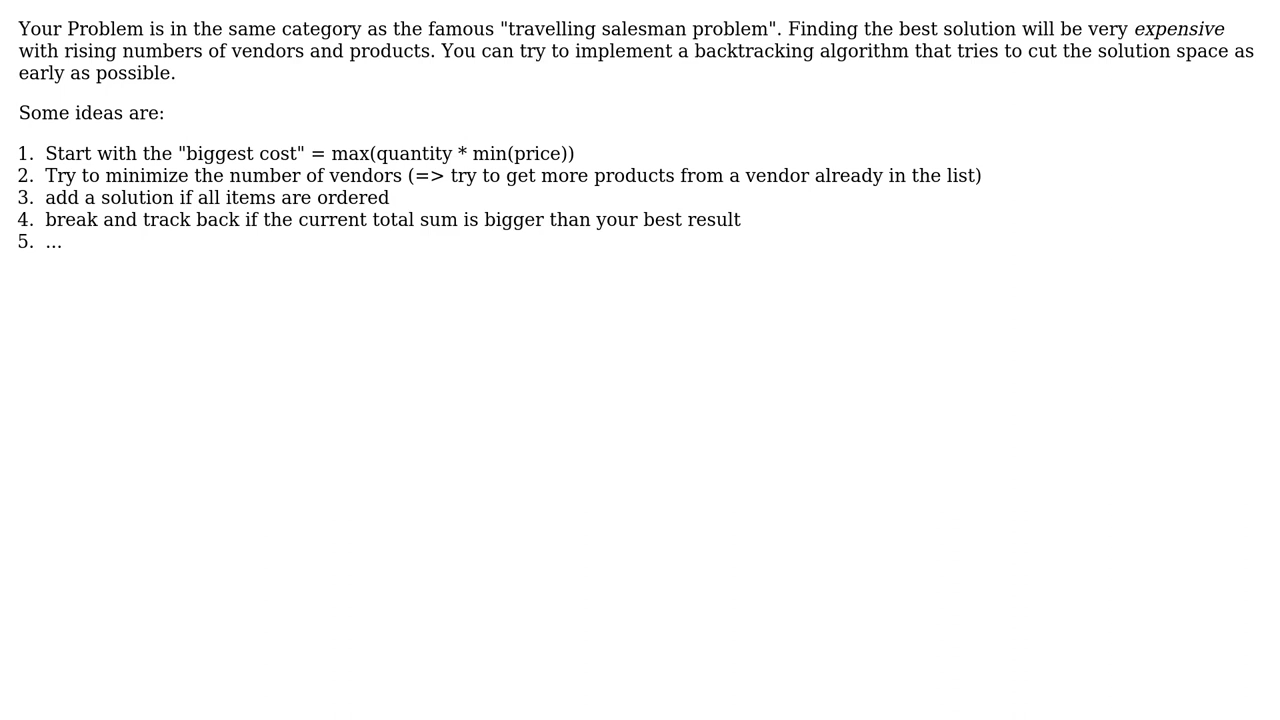 Your Problem is in the same category as the famous "travelling salesman problem". Finding the best solution will be very expensive
with rising numbers of vendors and products. You can try to implement a backtracking algorithm that tries to cut the solution space as
early as possible.
Some ideas are:
1. Start with the "biggest cost" = max(quantity * min(price))
2. Try to minimize the number of vendors (=> try to get more products from a vendor already in the list)
3. add a solution if all items are ordered
4. break and track back if the current total sum is bigger than your best result
5. ...